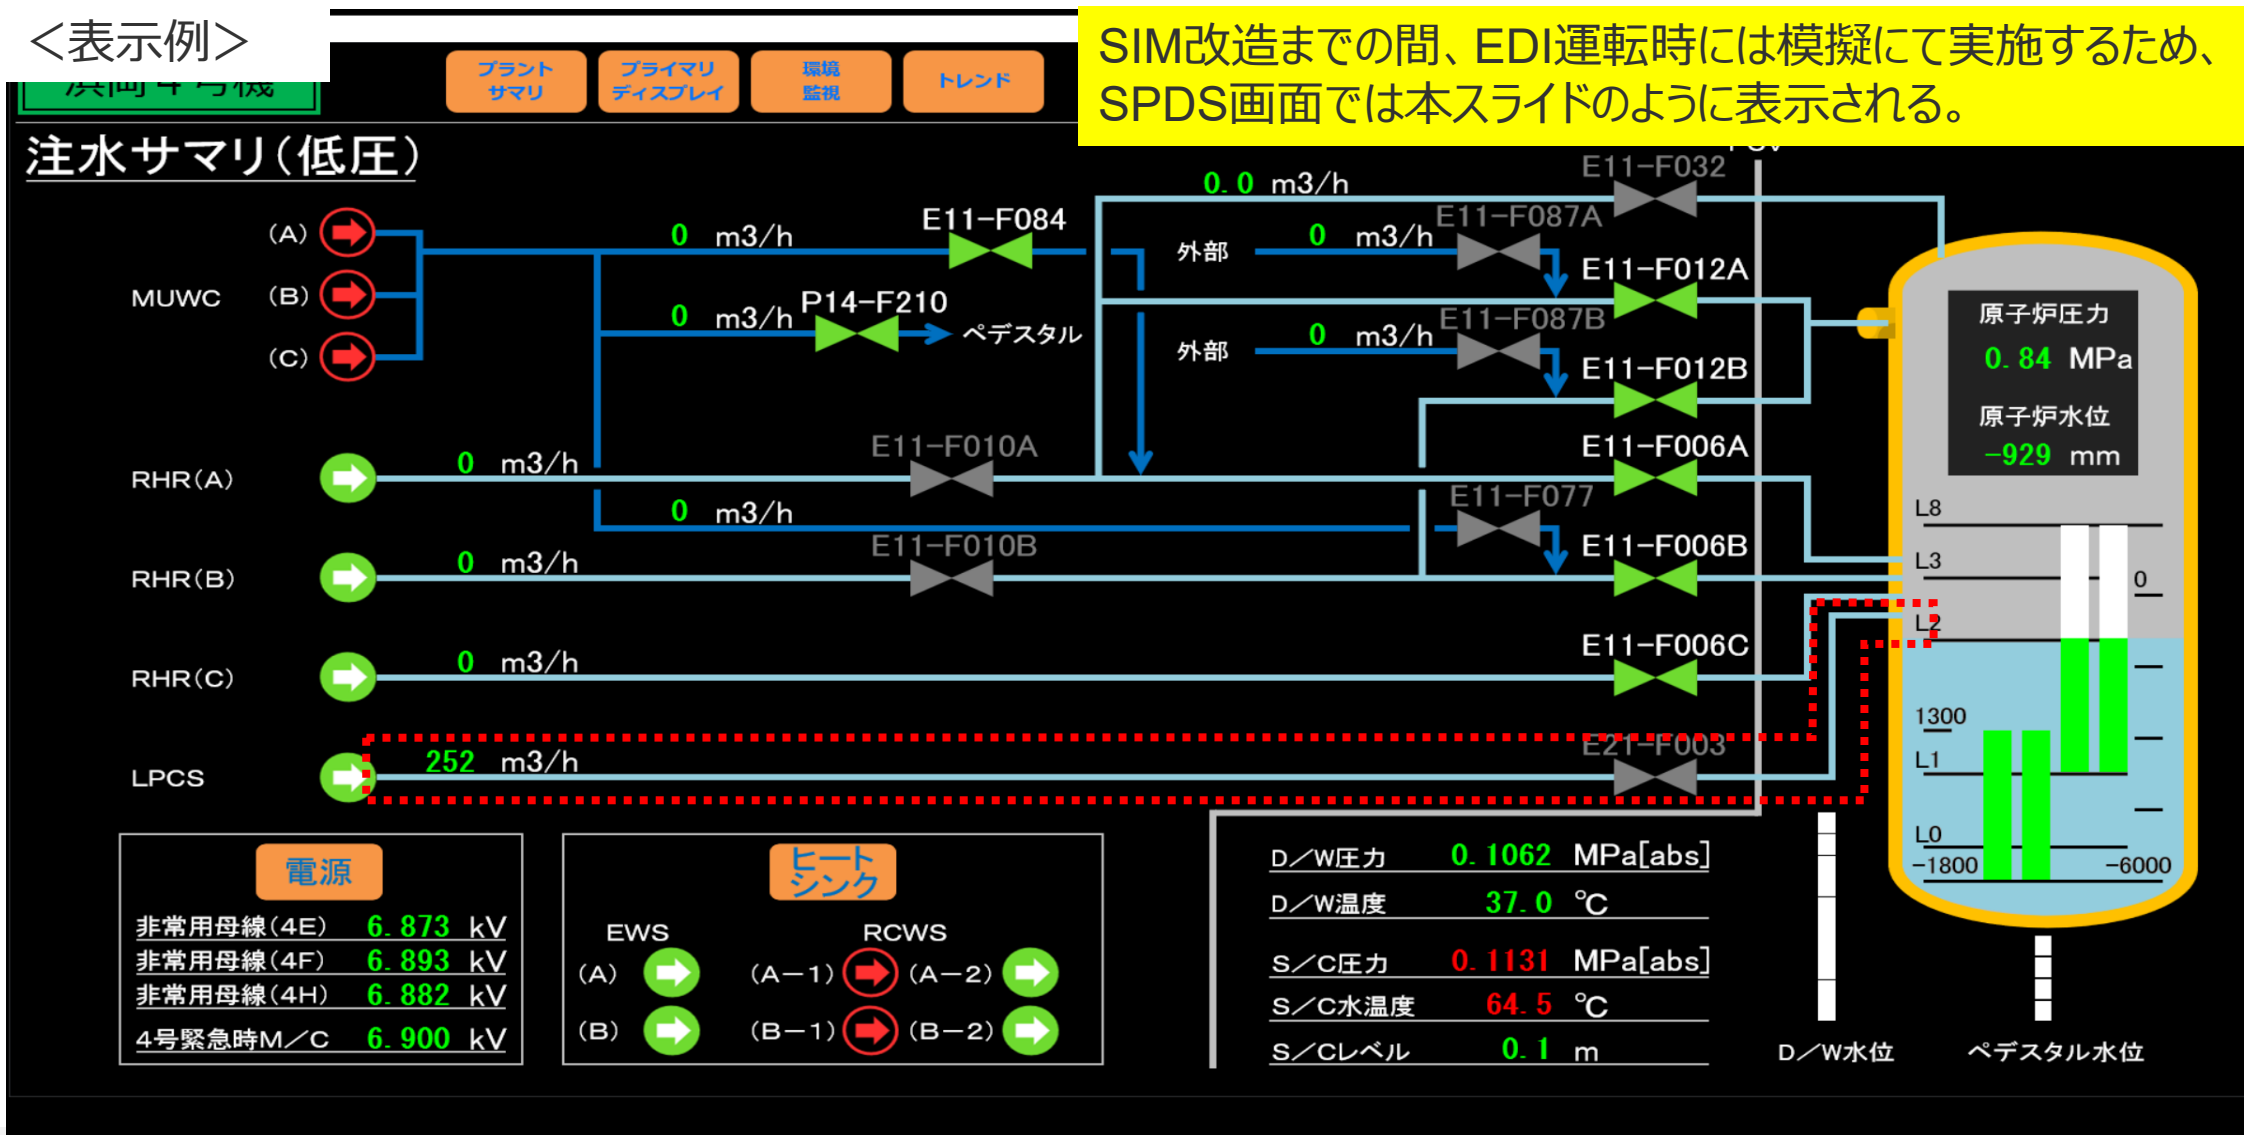 ＜表示例＞
SIM改造までの間、EDI運転時には模擬にて実施するため、
SPDS画面では本スライドのように表示される。
浜岡４号機
プラント
サマリ
プライマリ
ディスプレイ
環境
監視
トレンド
注水サマリ(低圧)
MUWC
(A)
(B)
(C)
0 m3/h
E11-F084
0 m3/h
P14-F210
ペデスタル
0.0 m3/h
E11-F032
外部
0 m3/h
E11-F087A
E11-F012A
外部
0 m3/h
E11-F087B
E11-F012B
RHR(A)
0 m3/h
E11-F010A
E11-F006A
0 m3/h
E11-F077
RHR(B)
0 m3/h
E11-F010B
E11-F006B
RHR(C)
0 m3/h
E11-F006C
LPCS
252 m3/h
E21-F003
原子炉圧力
0.84 MPa
原子炉水位
-929 mm
L8
L3
0
L2
1300
L1
L0
-1800
-6000
電源
非常用母線(4E) 6.873 kV
非常用母線(4F) 6.893 kV
非常用母線(4H) 6.882 kV
4号緊急時M／C 6.900 kV
ヒート
シンク
EWS
RCWS
(A)
(A-1)
(A-2)
(B)
(B-1)
(B-2)
D／W圧力 0.1062 MPa[abs]
D／W温度 37.0 ℃
S／C圧力 0.1131 MPa[abs]
S／C水温度 64.5 ℃
S／Cレベル 0.1 m
D／W水位
ペデスタル水位